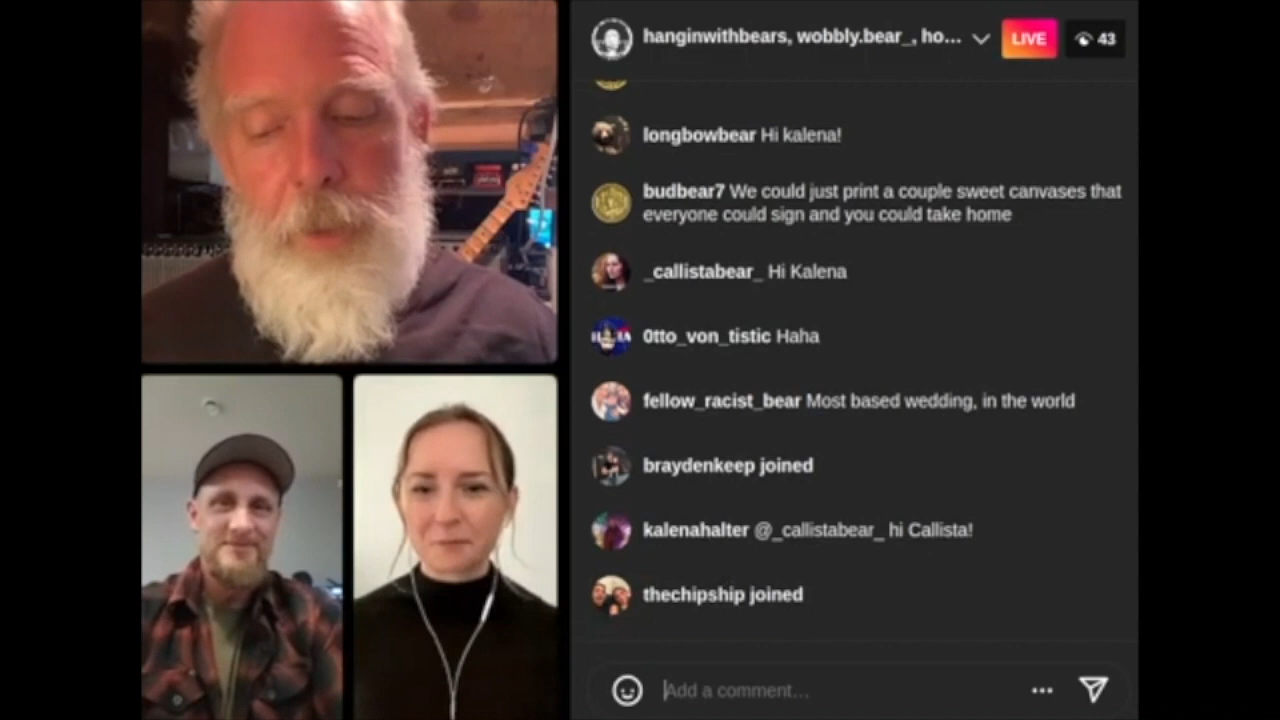 hanginwithbears, wobbly.bear_, ho...
LIVE
43
longbowbear Hi kalena!
budbear7 We could just print a couple sweet canvases that
everyone could sign and you could take home
_callistabear_ Hi Kalena
0tto_von_tistic Haha
fellow_racist_bear Most based wedding, in the world
braydenkeep joined
kalenahalter @_callistabear_ hi Callista!
thechipship joined
Add a comment...